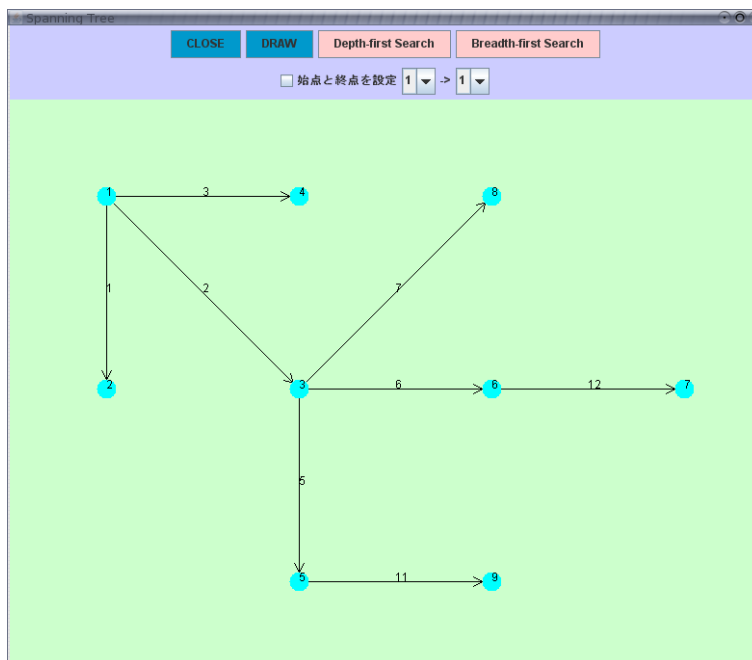 Spanning Tree
CLOSE DRAW Depth-first Search Breadth-first Search
始点と終点を設定 1 -> 1
1 3 4 8
1 2 7
2 3 6 6 12 7
5
5 11 9